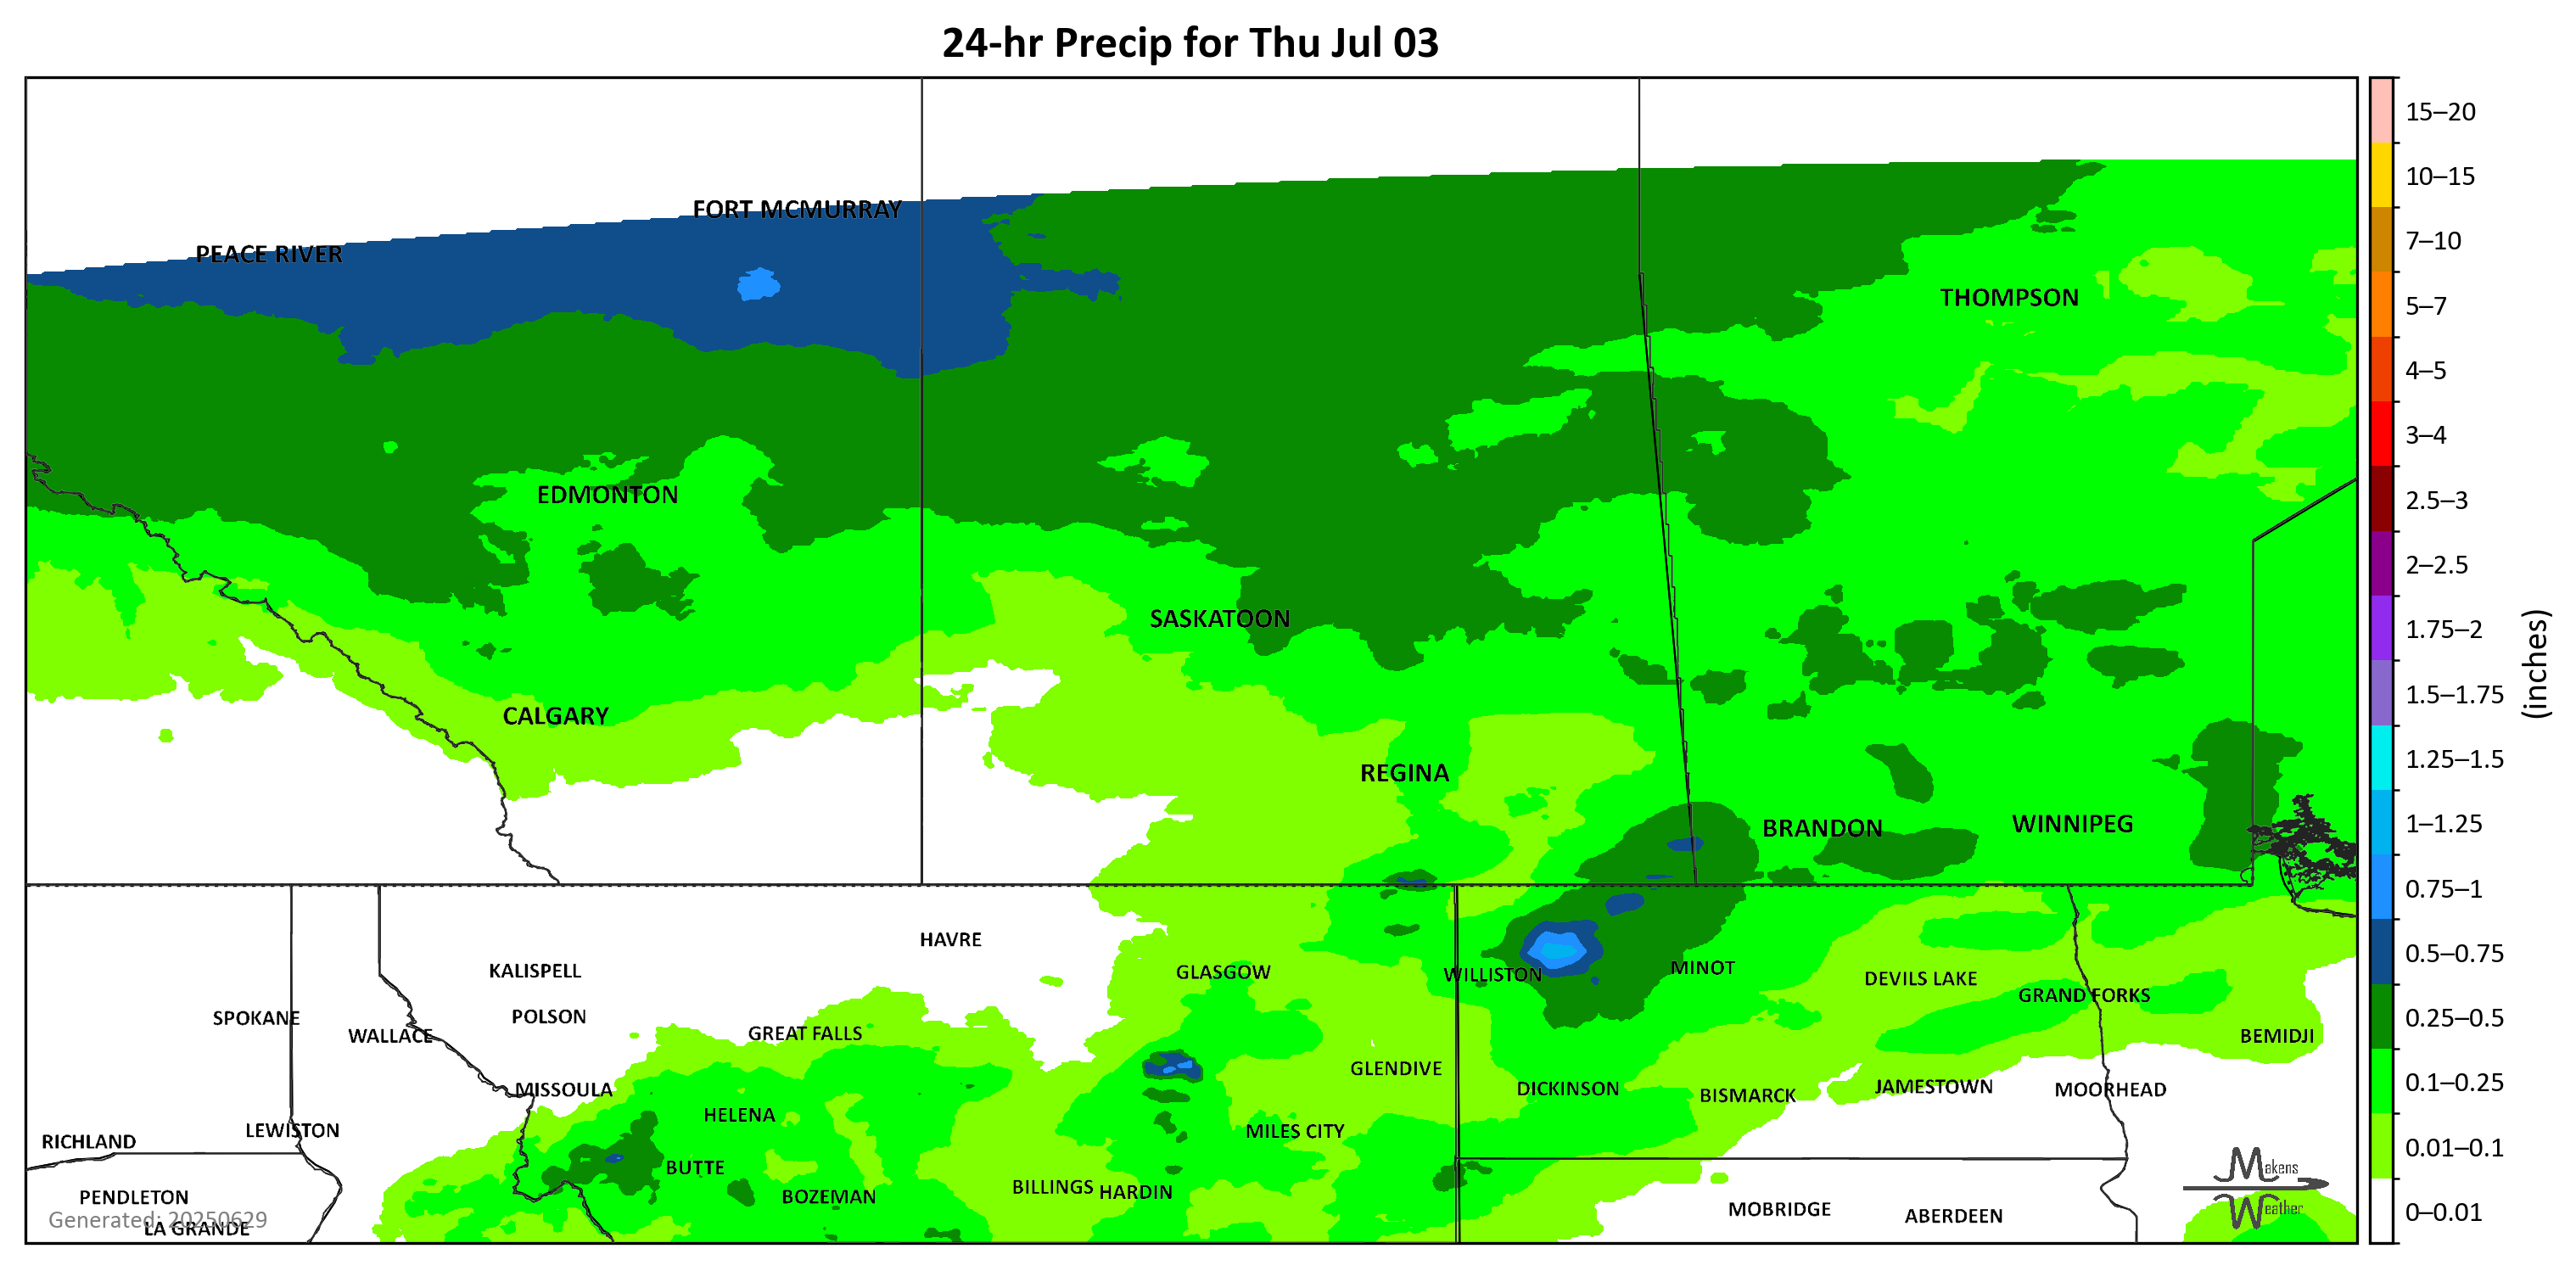 24-hr Precip for Thu Jul 03
FORT MCMURRAY
PEACE RIVER
THOMPSON
EDMONTON
SASKATOON
CALGARY
REGINA
BRANDON
WINNIPEG
HAVRE
KALISPELL
GLASGOW
WILLISTON
MINOT
DEVILS LAKE
GRAND FORKS
SPOKANE
POLSON
WALLACE
GREAT FALLS
BEMIDJI
GLENDIVE
MISSOULA
DICKINSON
BISMARCK
JAMESTOWN
MOORHEAD
HELENA
RICHLAND
LEWISTON
MILES CITY
BUTTE
PENDLETON
BOZEMAN
BILLINGS
HARDIN
MOBRIDGE
ABERDEEN
Generated: 20250629
LA GRANDE
Makens
Weather
15–20
10–15
7–10
5–7
4–5
3–4
2.5–3
2–2.5
1.75–2
1.5–1.75
1.25–1.5
1–1.25
0.75–1
0.5–0.75
0.25–0.5
0.1–0.25
0.01–0.1
0–0.01
(inches)